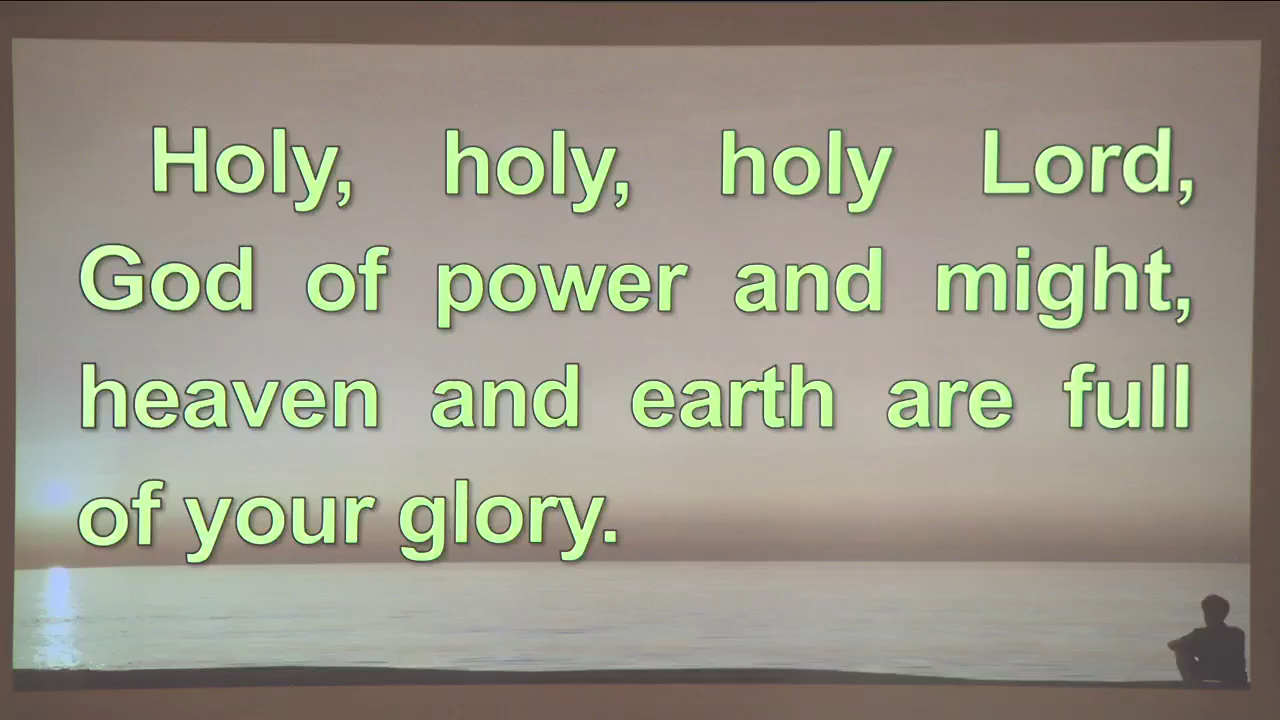 Holy, holy, holy Lord,
God of power and might,
heaven and earth are full
of your glory.